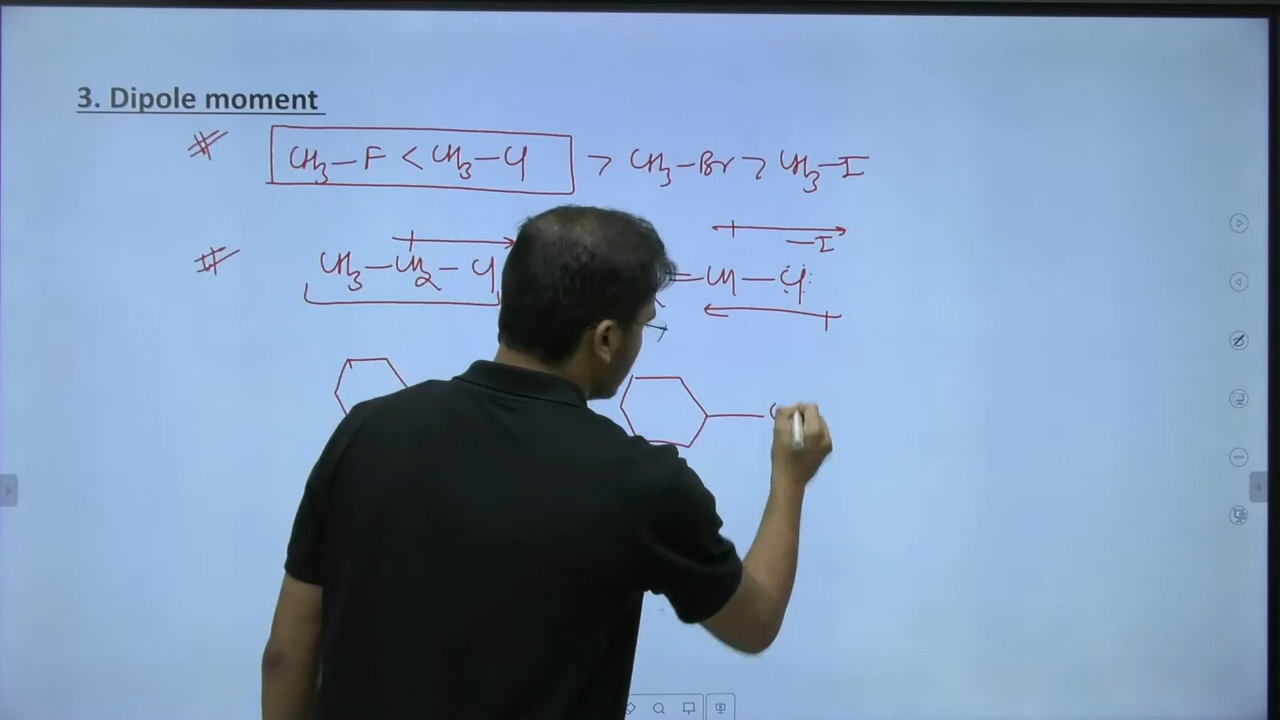 3. Dipole moment
CH₃—F < CH₃—Cl > CH₃—Br > CH₃—I
CH₃—CH₂—Cl =CH—Cl
—I